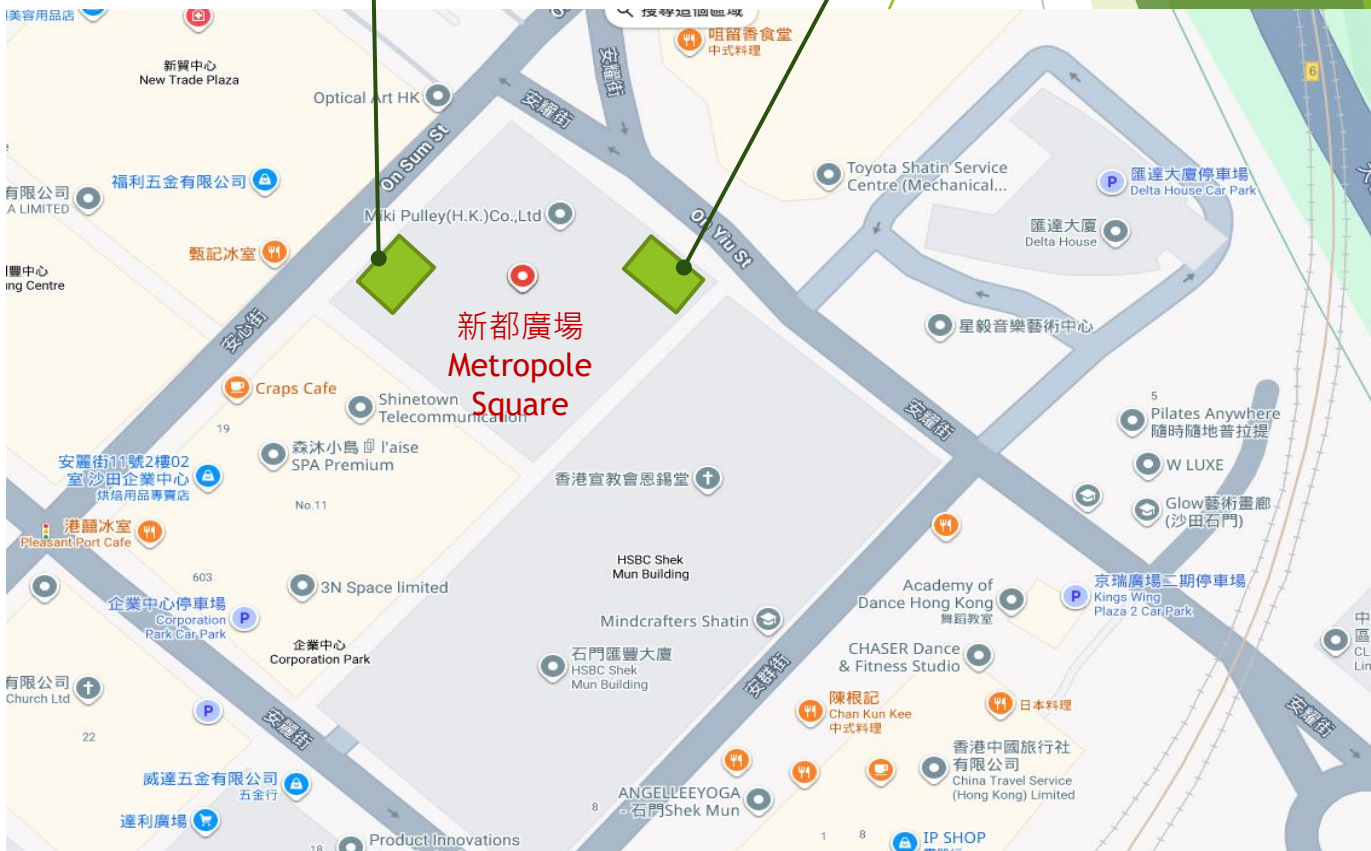 美容用品店
搜尋這個區域
咀留香食堂
中式料理
新貿中心
New Trade Plaza
Optical Art HK
安耀街
安耀街
6
On Sum St
Toyota Shatin Service
Centre (Mechanical...
匯達大廈停車場
Delta House Car Park
福利五金有限公司
有限公司
A LIMITED
Miki Pulley(H.K.)Co.,Ltd
On Yiu St
匯達大廈
Delta House
甄記冰室
豐中心
ng Centre
新都廣場
Metropole
Square
安心街
星毅音樂藝術中心
Craps Cafe
Shinetown
Telecommunication
19
5
Pilates Anywhere
隨時隨地普拉提
安耀街
森沐小島 l'aise
SPA Premium
安麗街11號2樓02
室 沙田企業中心
烘焙用品專賣店
香港宣教會恩錫堂
W LUXE
No.11
Glow藝術畫廊
(沙田石門)
港囍冰室
Pleasant Port Cafe
HSBC Shek
Mun Building
603
3N Space limited
Academy of
Dance Hong Kong
舞蹈教室
京瑞廣場二期停車場
Kings Wing
Plaza 2 Car Park
企業中心停車場
Corporation
Park Car Park
Mindcrafters Shatin
企業中心
Corporation Park
石門匯豐大廈
HSBC Shek
Mun Building
CHASER Dance
& Fitness Studio
安群街
中
區
CL
Lin
有限公司
Church Ltd
P
陳根記
Chan Kun Kee
中式料理
日本料理
安麗街
安耀街
22
香港中國旅行社
有限公司
China Travel Service
(Hong Kong) Limited
威達五金有限公司
五金行
ANGELLEEYOGA
- 石門Shek Mun
8
達利廣場
18
Product Innovations
1
8
IP SHOP